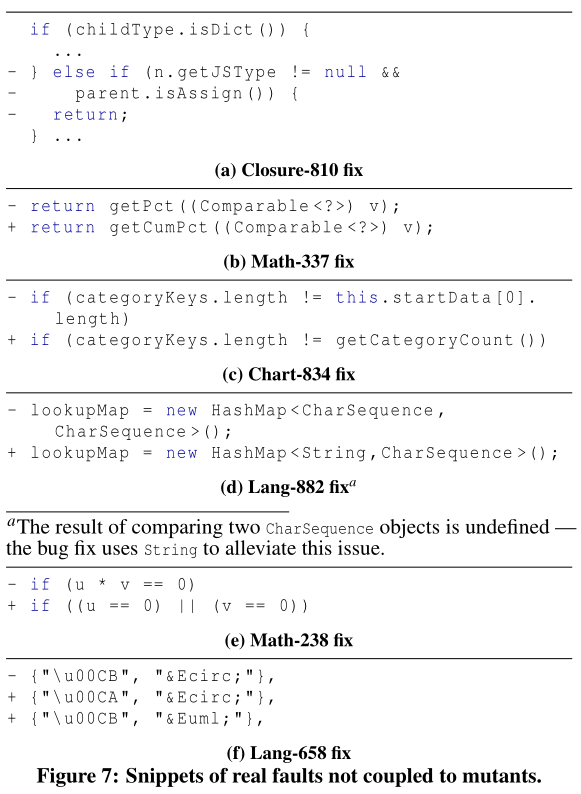 if (childType.isDict()) {
...
- } else if (n.getJSType != null &&
- parent.isAssign()) {
- return;
} ...
(a) Closure-810 fix
- return getPct((Comparable<?>) v);
+ return getCumPct((Comparable<?>) v);
(b) Math-337 fix
- if (categoryKeys.length != this.startData[0].
length)
+ if (categoryKeys.length != getCategoryCount())
(c) Chart-834 fix
- lookupMap = new HashMap<CharSequence,
CharSequence>();
+ lookupMap = new HashMap<String,CharSequence>();
(d) Lang-882 fixa
aThe result of comparing two CharSequence objects is undefined —
the bug fix uses String to alleviate this issue.
- if (u * v == 0)
+ if ((u == 0) || (v == 0))
(e) Math-238 fix
- {"\u00CB", "&Ecirc;"},
+ {"\u00CA", "&Ecirc;"},
+ {"\u00CB", "&Euml;"},
(f) Lang-658 fix
Figure 7: Snippets of real faults not coupled to mutants.